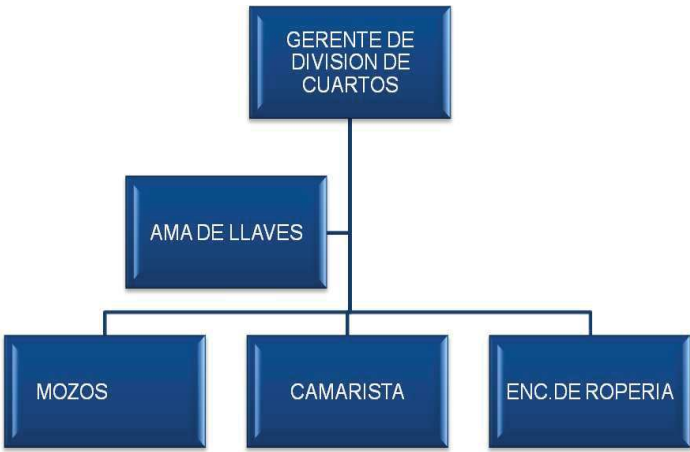 GERENTE DE
DIVISION DE
CUARTOS
AMA DE LLAVES
MOZOS
CAMARISTA
ENC.DE ROPERIA